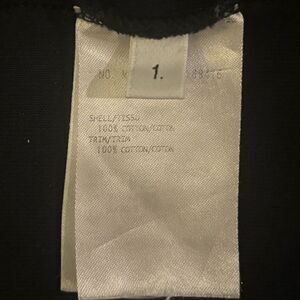 NO.
1.
SHELL/TISSU
100% COTTON/COTON
TRIM/TRIM
100% COTTON/COTON